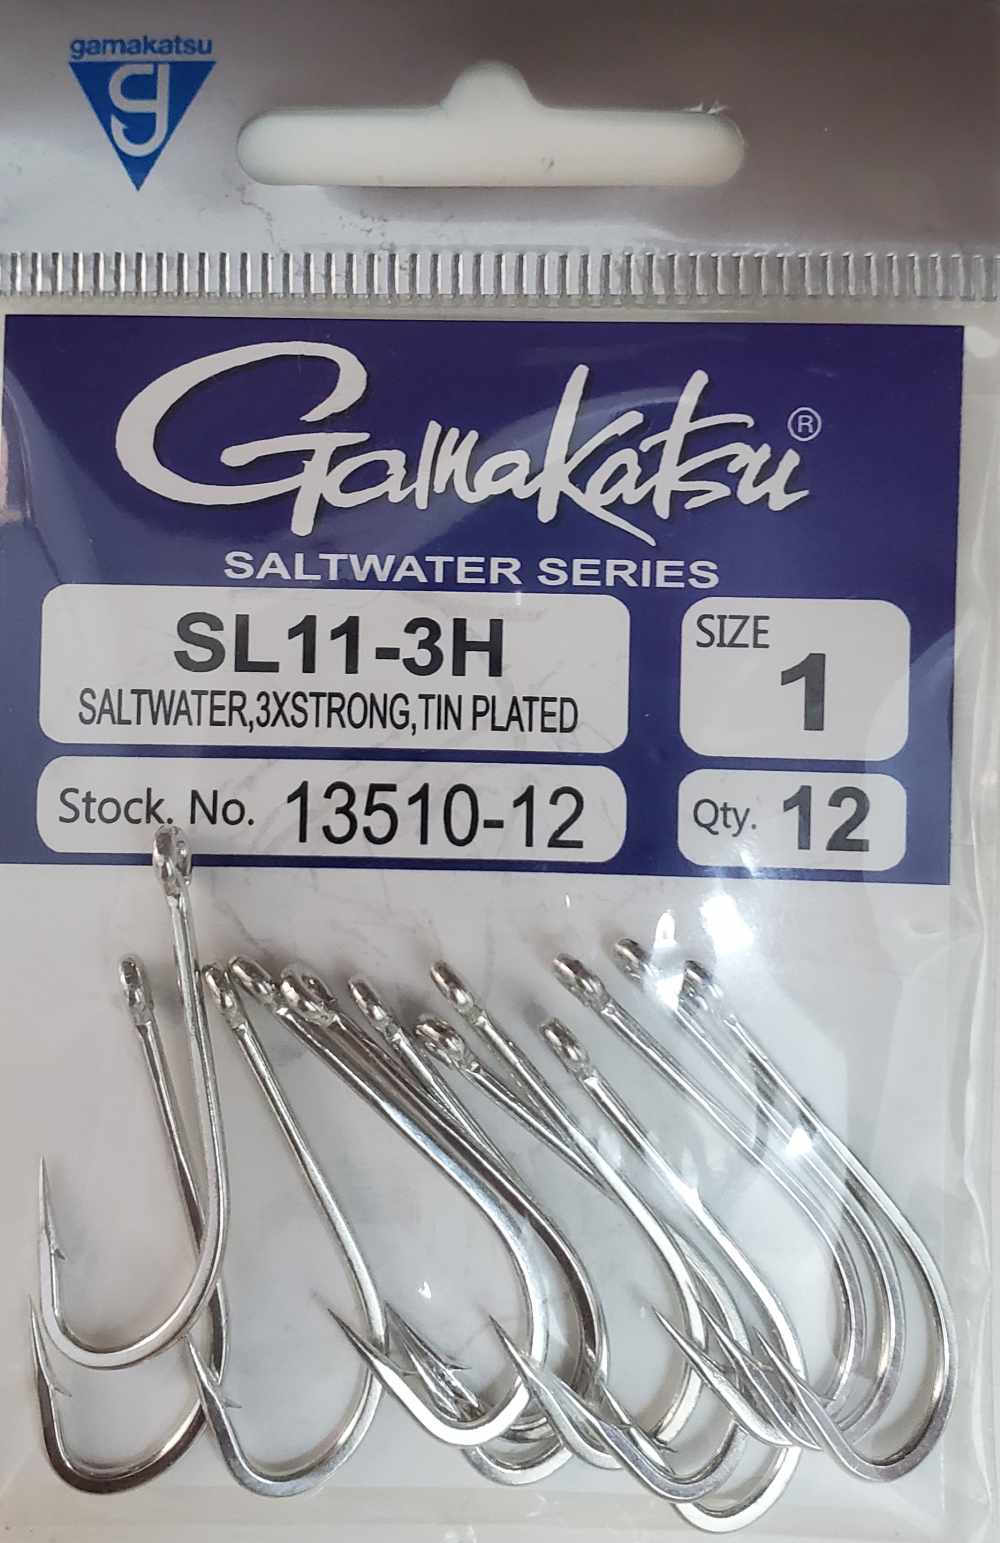 gamakatsu
g
Gamakatsu®
SALTWATER SERIES
SL11-3H
SALTWATER,3XSTRONG,TIN PLATED
SIZE
1
Stock. No. 13510-12
Qty. 12